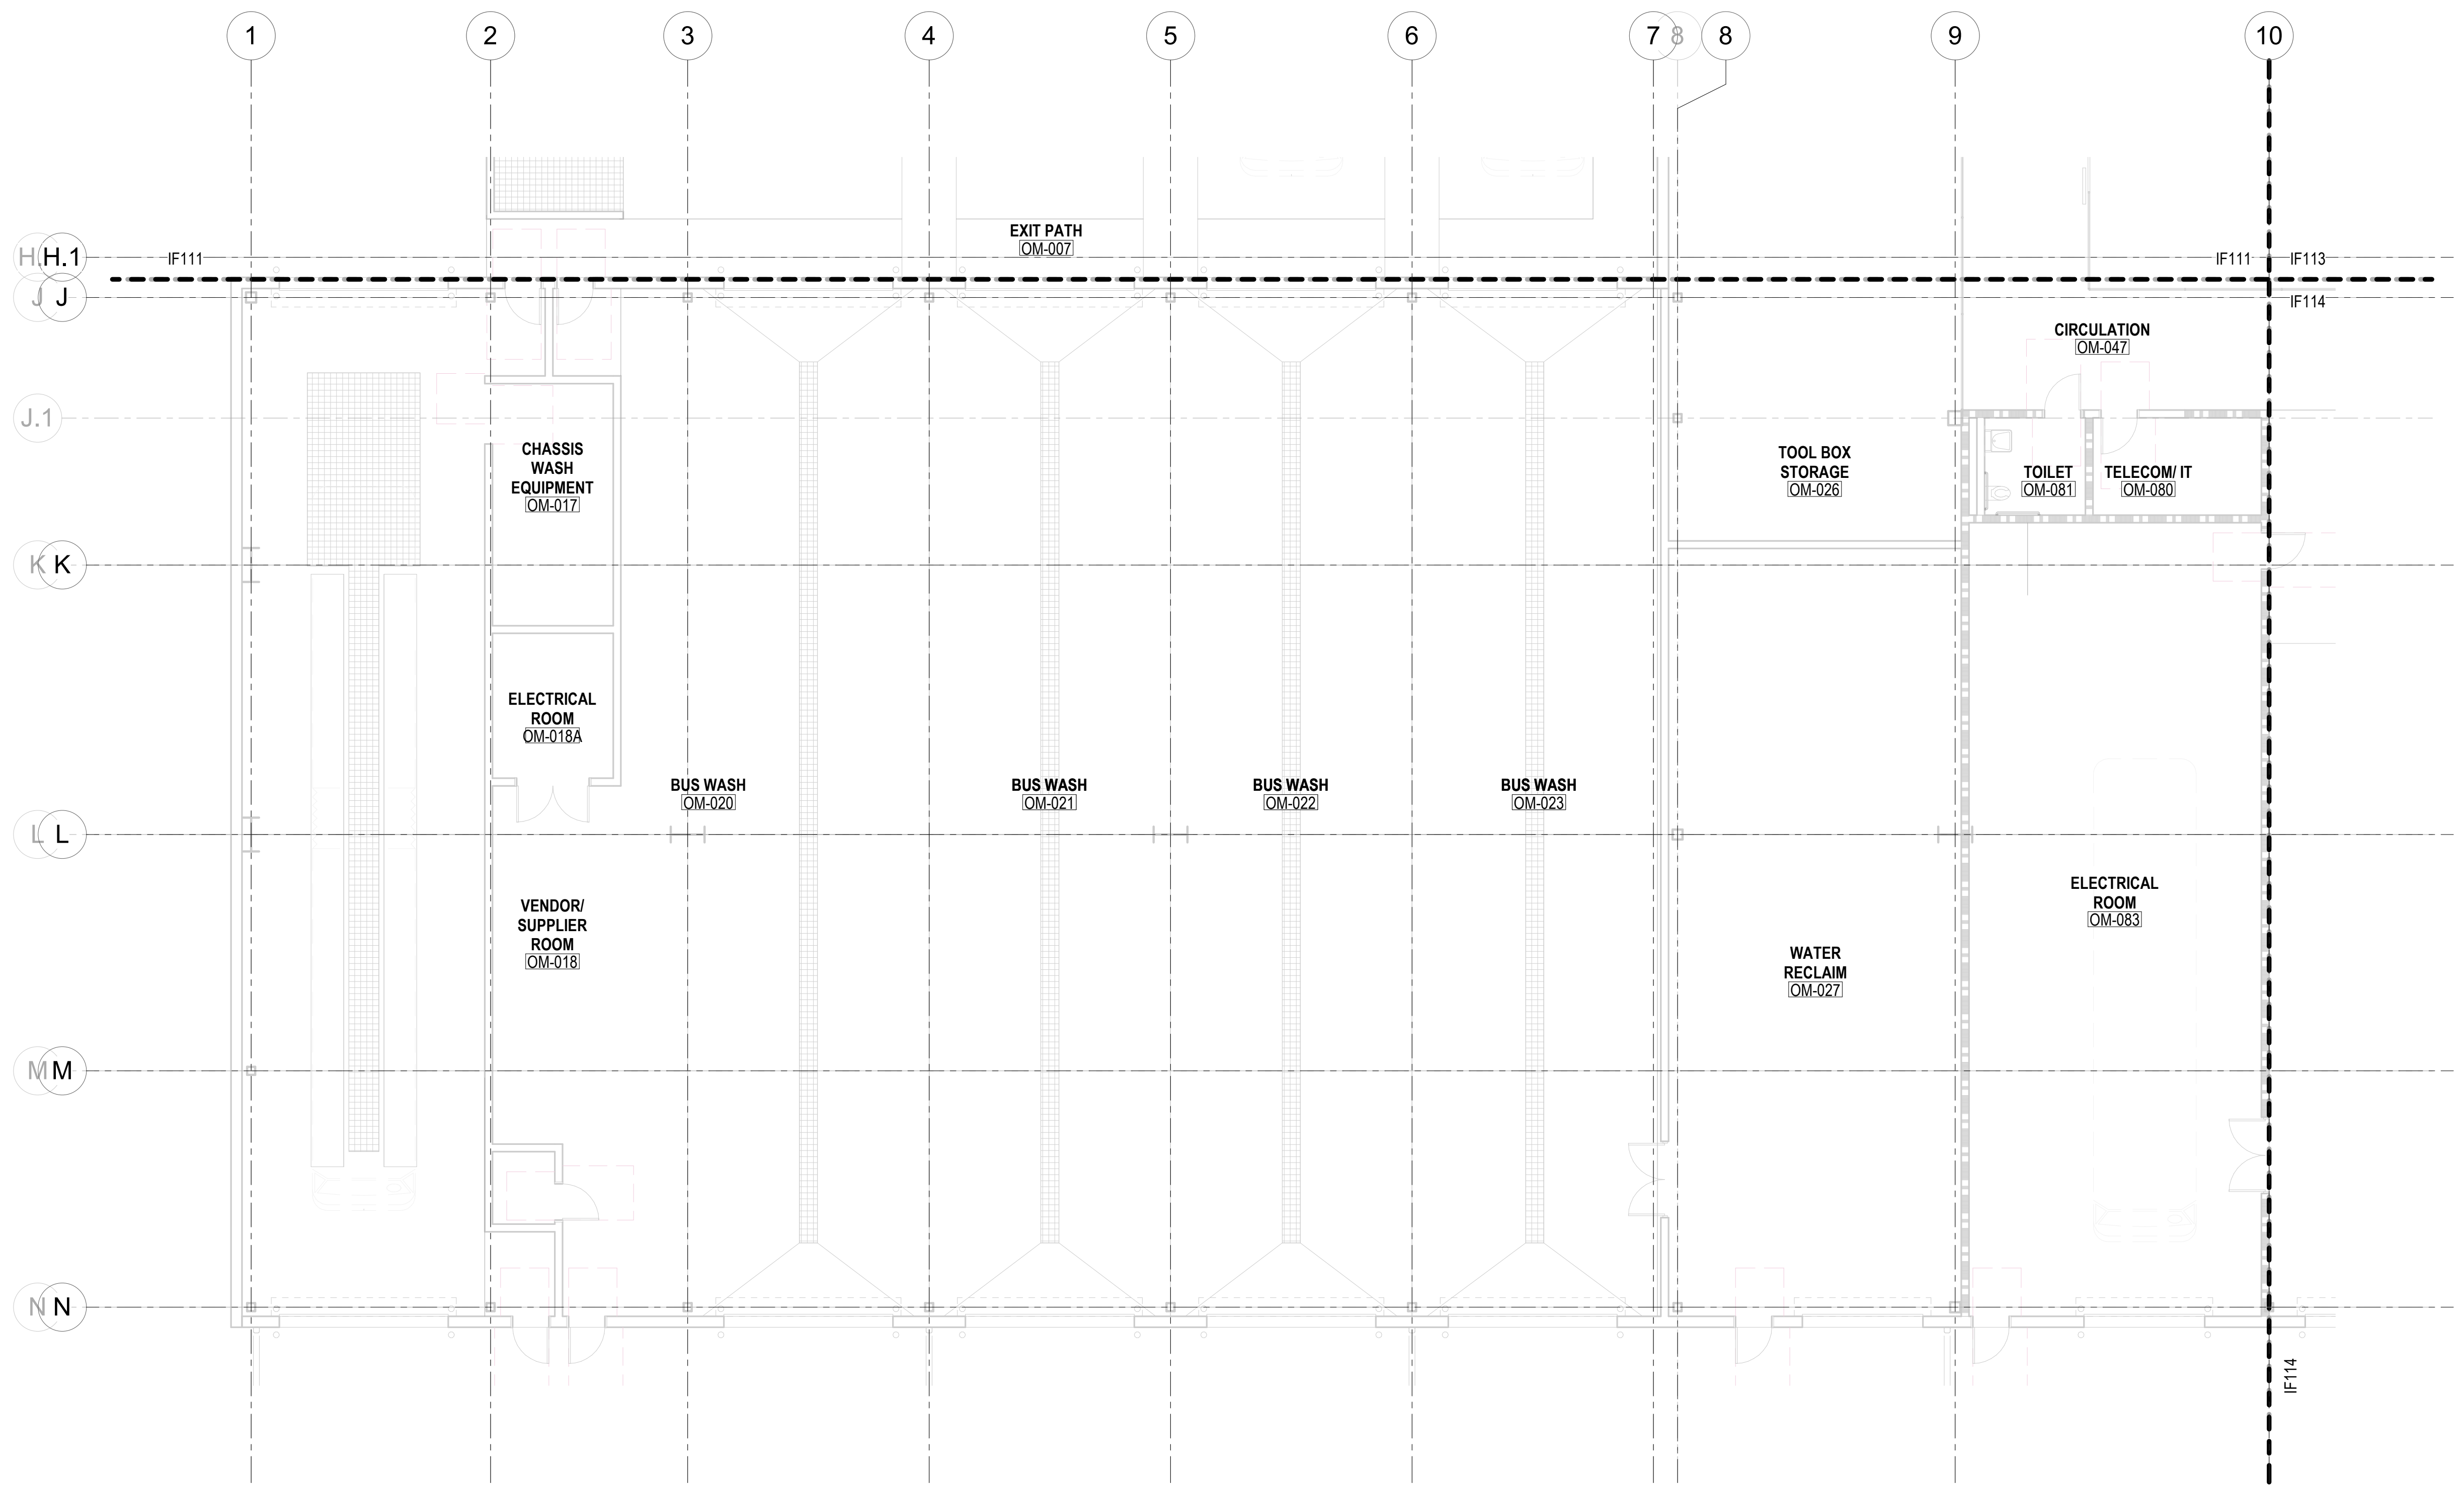 1 2 3 4 5 6 7 8 8 9 10
EXIT PATH
OM-007
H. H.1
IF111 IF111 IF113
J J
IF114
CIRCULATION
OM-047
J.1
CHASSIS
WASH
EQUIPMENT
OM-017
TOOL BOX
STORAGE
OM-026
TOILET
OM-081
TELECOM/ IT
OM-080
K K
ELECTRICAL
ROOM
OM-018A
BUS WASH
OM-020
BUS WASH
OM-021
BUS WASH
OM-022
BUS WASH
OM-023
L L
VENDOR/
SUPPLIER
ROOM
OM-018
ELECTRICAL
ROOM
OM-083
WATER
RECLAIM
OM-027
M M
N N
IF114